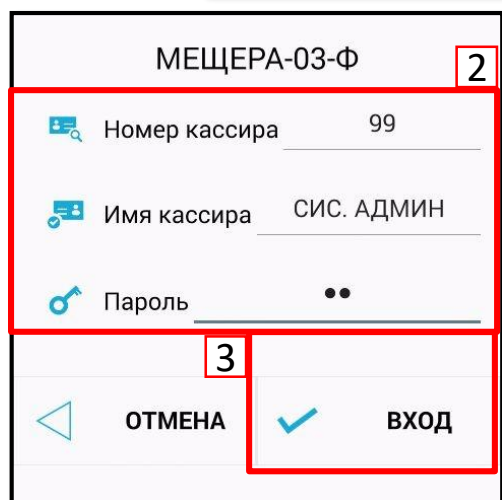 МЕЩЕРА-03-Ф
2
Номер кассира 99
Имя кассира СИС. АДМИН
Пароль ••
3
ОТМЕНА ВХОД